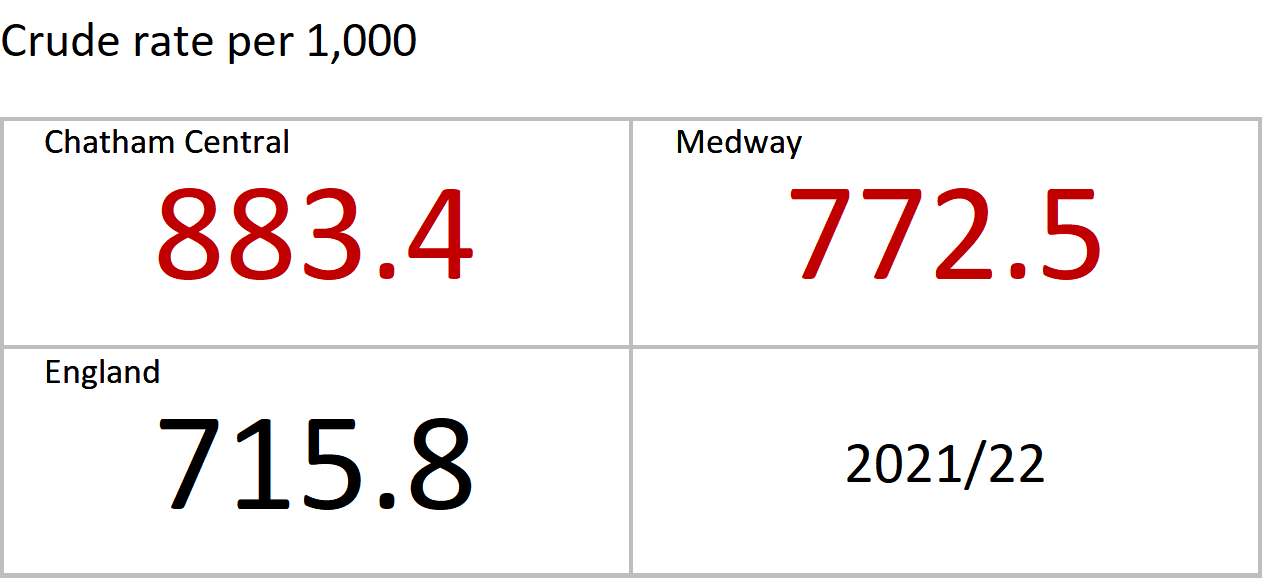 Crude rate per 1,000
Chatham Central
883.4
Medway
772.5
England
715.8
2021/22